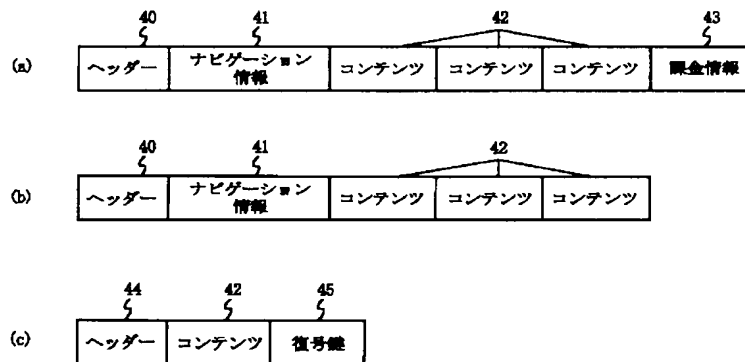 40 41 42 43
(a) ヘッダー ナビゲーション情報 コンテンツ コンテンツ コンテンツ 課金情報
40 41 42
(b) ヘッダー ナビゲーション情報 コンテンツ コンテンツ コンテンツ
44 42 45
(c) ヘッダー コンテンツ 復号鍵